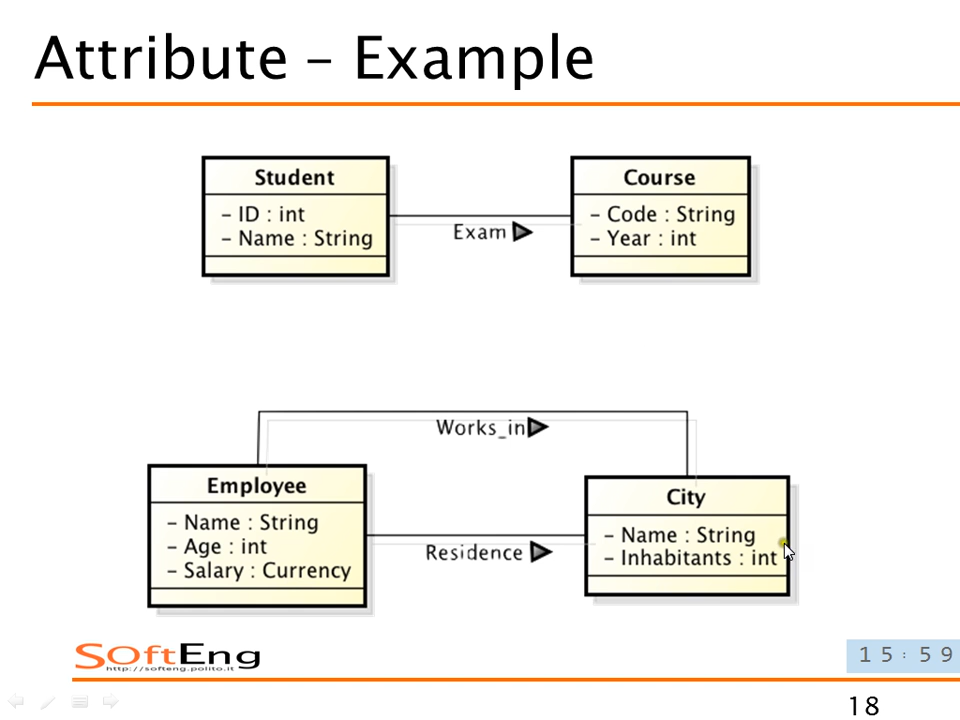 Attribute – Example
Student
– ID : int
– Name : String
Exam
Course
– Code : String
– Year : int
Works_in
Employee
– Name : String
– Age : int
– Salary : Currency
Residence
City
– Name : String
– Inhabitants : int
SoftEng
http://softeng.polito.it
15:59
18